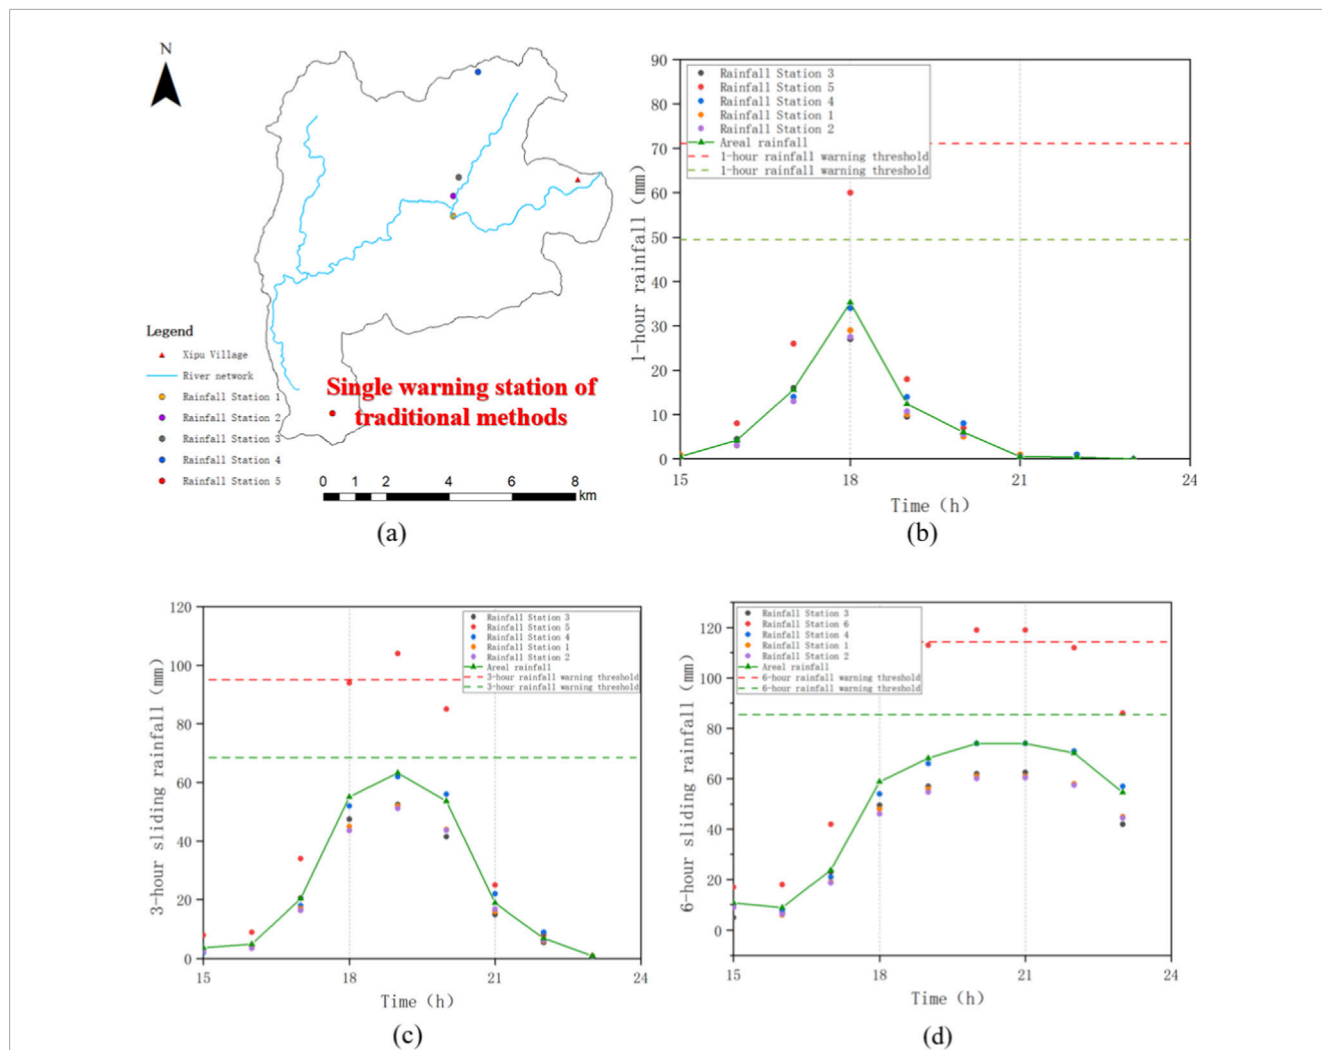 N
Legend
Xipu Village
River network
Rainfall Station 1
Rainfall Station 2
Rainfall Station 3
Rainfall Station 4
Rainfall Station 5
Single warning station of
traditional methods
0 1 2 4 6 8
km
(a)
90
80
70
60
50
40
30
20
10
0
1-hour rainfall (mm)
Rainfall Station 3
Rainfall Station 5
Rainfall Station 4
Rainfall Station 1
Rainfall Station 2
Areal rainfall
1-hour rainfall warning threshold
1-hour rainfall warning threshold
15 18 21 24
Time (h)
(b)
120
100
80
60
40
20
0
3-hour sliding rainfall (mm)
Rainfall Station 3
Rainfall Station 5
Rainfall Station 4
Rainfall Station 1
Rainfall Station 2
Areal rainfall
3-hour rainfall warning threshold
3-hour rainfall warning threshold
15 18 21 24
Time (h)
(c)
120
100
80
60
40
20
0
6-hour sliding rainfall (mm)
Rainfall Station 3
Rainfall Station 6
Rainfall Station 4
Rainfall Station 1
Rainfall Station 2
Areal rainfall
6-hour rainfall warning threshold
6-hour rainfall warning threshold
15 18 21 24
Time (h)
(d)